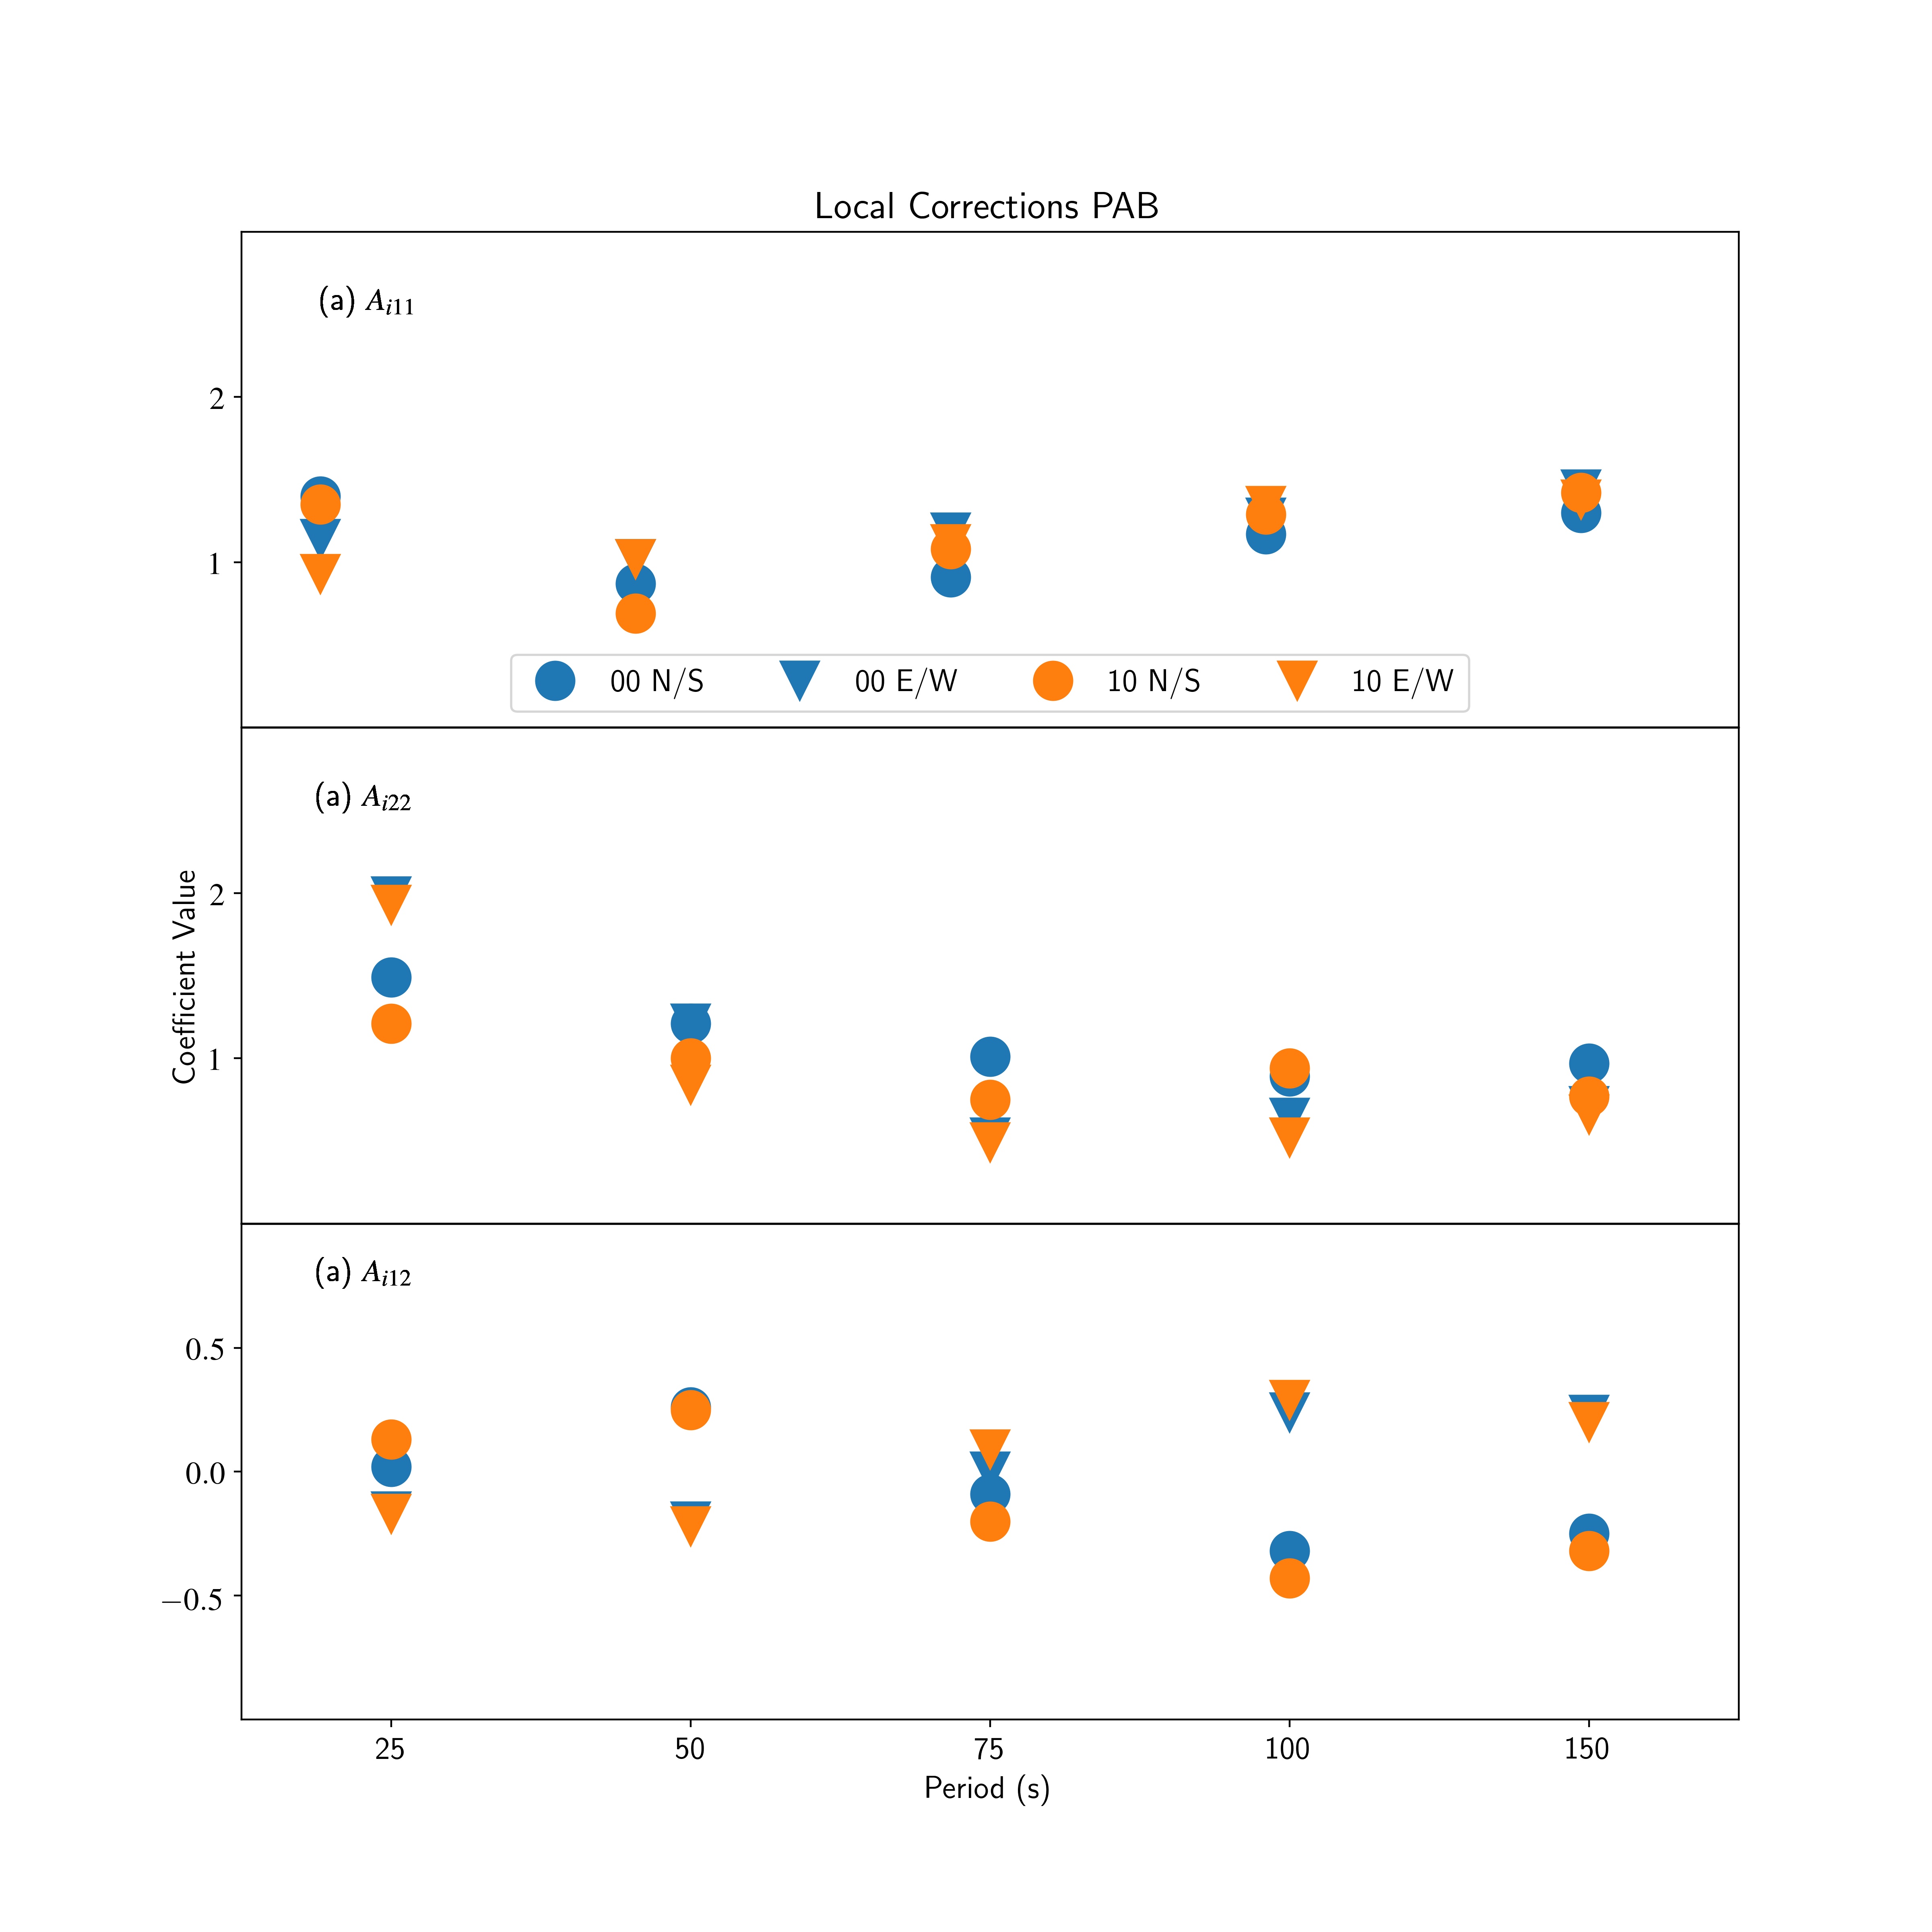 Local Corrections PAB
(a) A_{i11}
2
1
00 N/S 00 E/W 10 N/S 10 E/W
(a) A_{i22}
2
1
Coefficient Value
(a) A_{i12}
0.5
0.0
−0.5
25 50 75 100 150
Period (s)